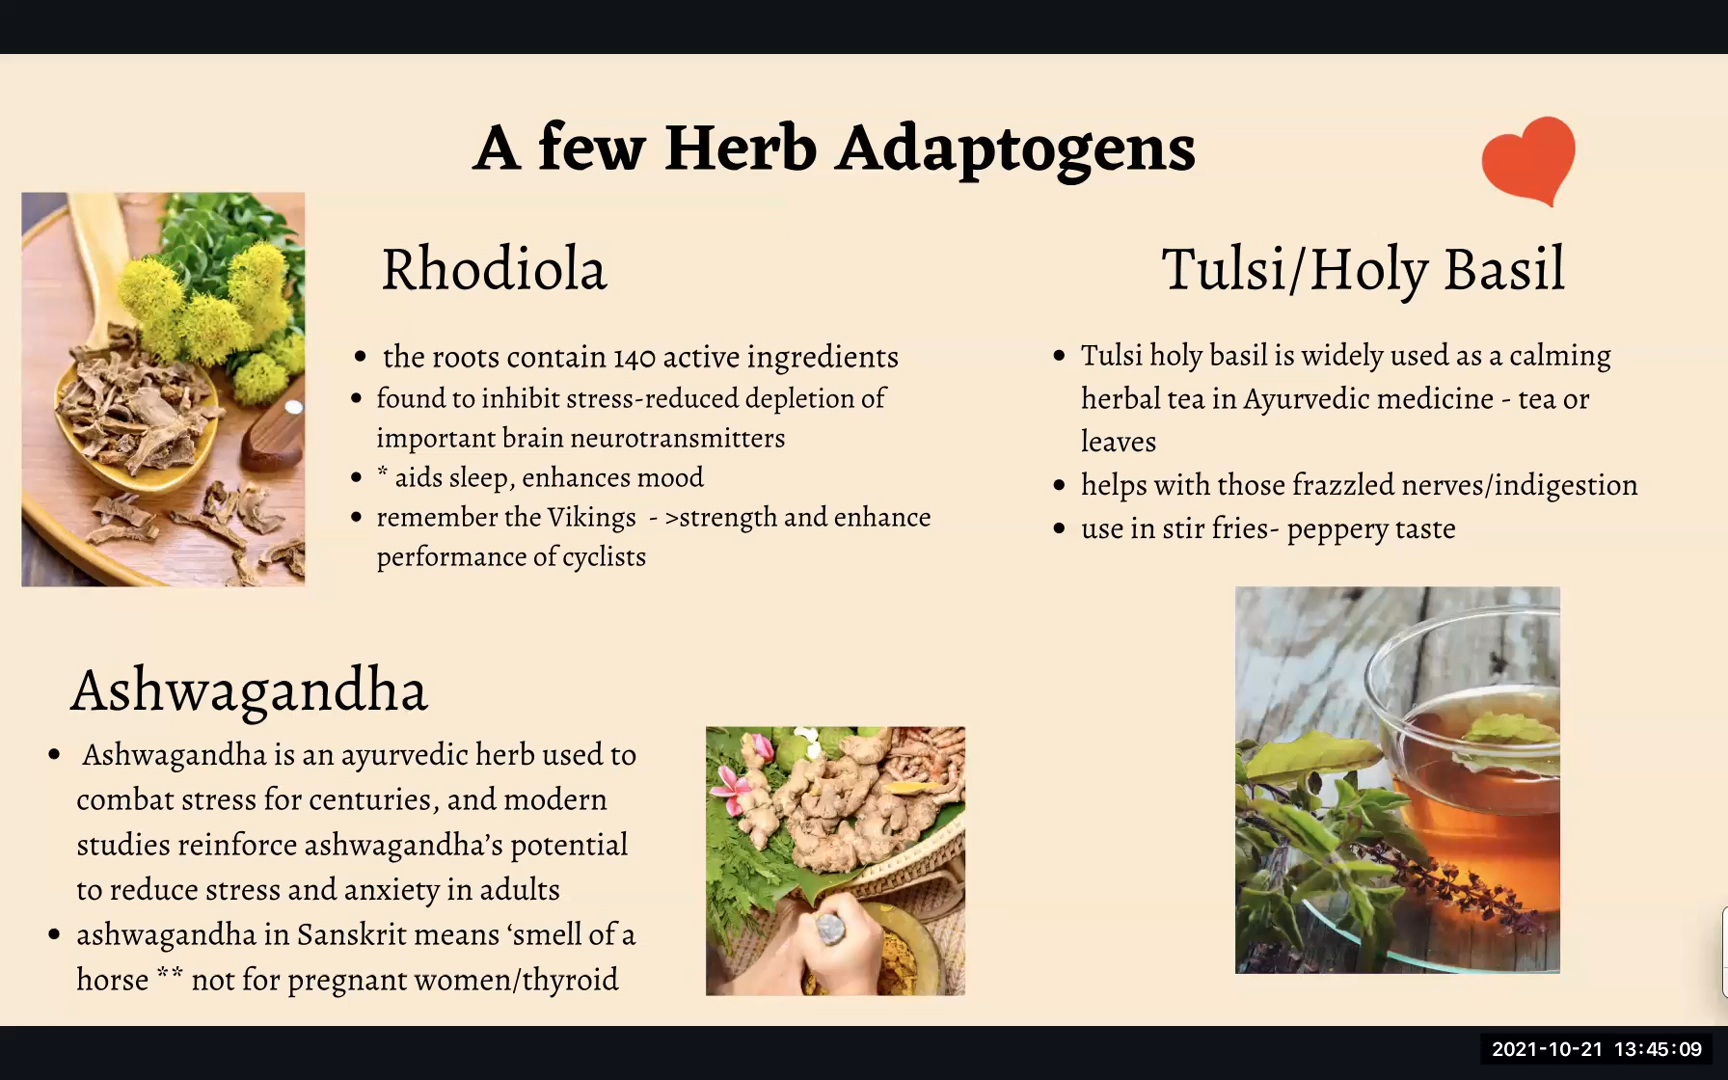 A few Herb Adaptogens
Rhodiola
• the roots contain 140 active ingredients
• found to inhibit stress-reduced depletion of
important brain neurotransmitters
• * aids sleep, enhances mood
• remember the Vikings - >strength and enhance
performance of cyclists
Tulsi/Holy Basil
• Tulsi holy basil is widely used as a calming
herbal tea in Ayurvedic medicine - tea or
leaves
• helps with those frazzled nerves/indigestion
• use in stir fries- peppery taste
Ashwagandha
• Ashwagandha is an ayurvedic herb used to
combat stress for centuries, and modern
studies reinforce ashwagandha’s potential
to reduce stress and anxiety in adults
• ashwagandha in Sanskrit means ‘smell of a
horse ** not for pregnant women/thyroid
2021-10-21 13:45:09